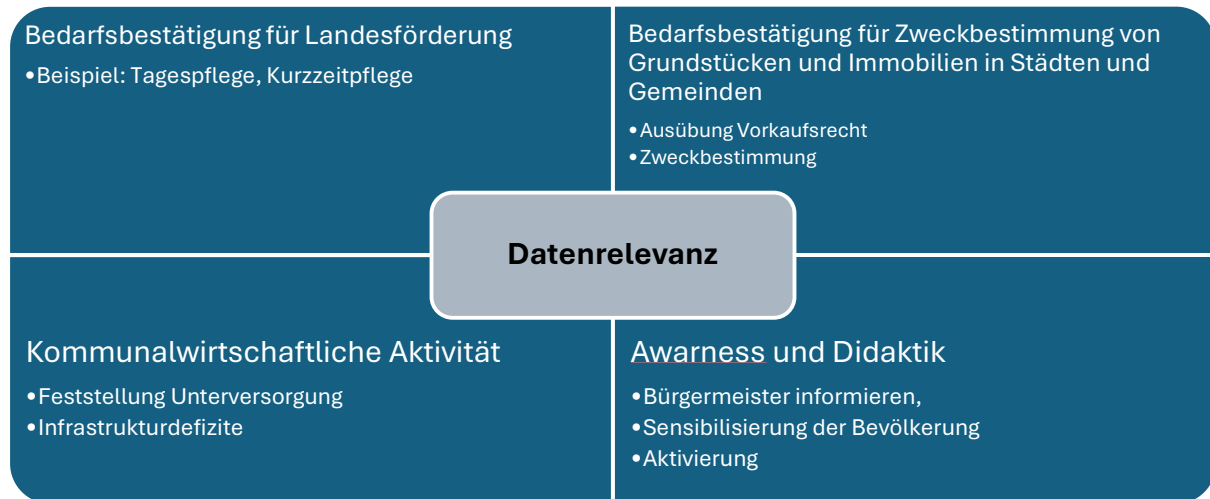 Bedarfsbestätigung für Landesförderung
•Beispiel: Tagespflege, Kurzzeitpflege
Bedarfsbestätigung für Zweckbestimmung von
Grundstücken und Immobilien in Städten und
Gemeinden
•Ausübung Vorkaufsrecht
•Zweckbestimmung
Datenrelevanz
Kommunalwirtschaftliche Aktivität
•Feststellung Unterversorgung
•Infrastrukturdefizite
Awarness und Didaktik
•Bürgermeister informieren,
•Sensibilisierung der Bevölkerung
•Aktivierung